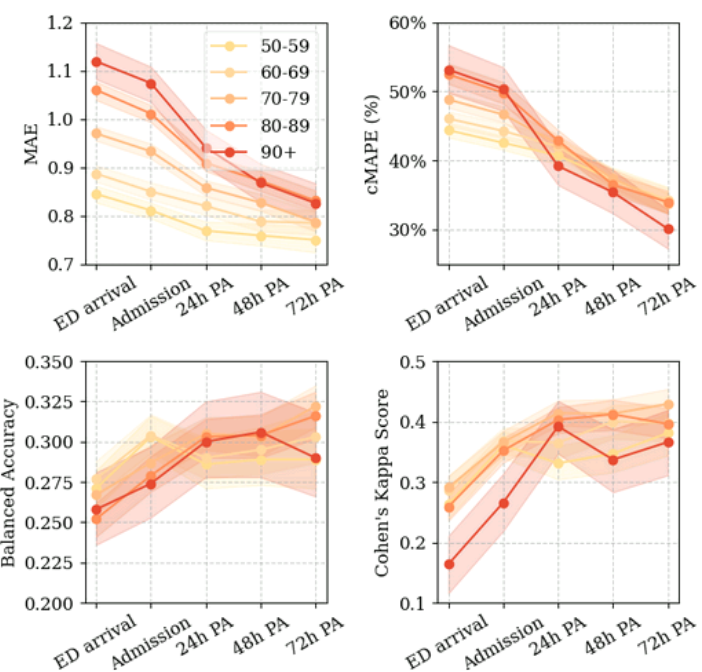 1.2
1.1
1.0
0.9
0.8
0.7
MAE
50-59
60-69
70-79
80-89
90+
ED arrival
Admission
24h PA
48h PA
72h PA
60%
50%
40%
30%
cMAPE (%)
ED arrival
Admission
24h PA
48h PA
72h PA
0.350
0.325
0.300
0.275
0.250
0.225
0.200
Balanced Accuracy
ED arrival
Admission
24h PA
48h PA
72h PA
0.5
0.4
0.3
0.2
0.1
Cohen's Kappa Score
ED arrival
Admission
24h PA
48h PA
72h PA